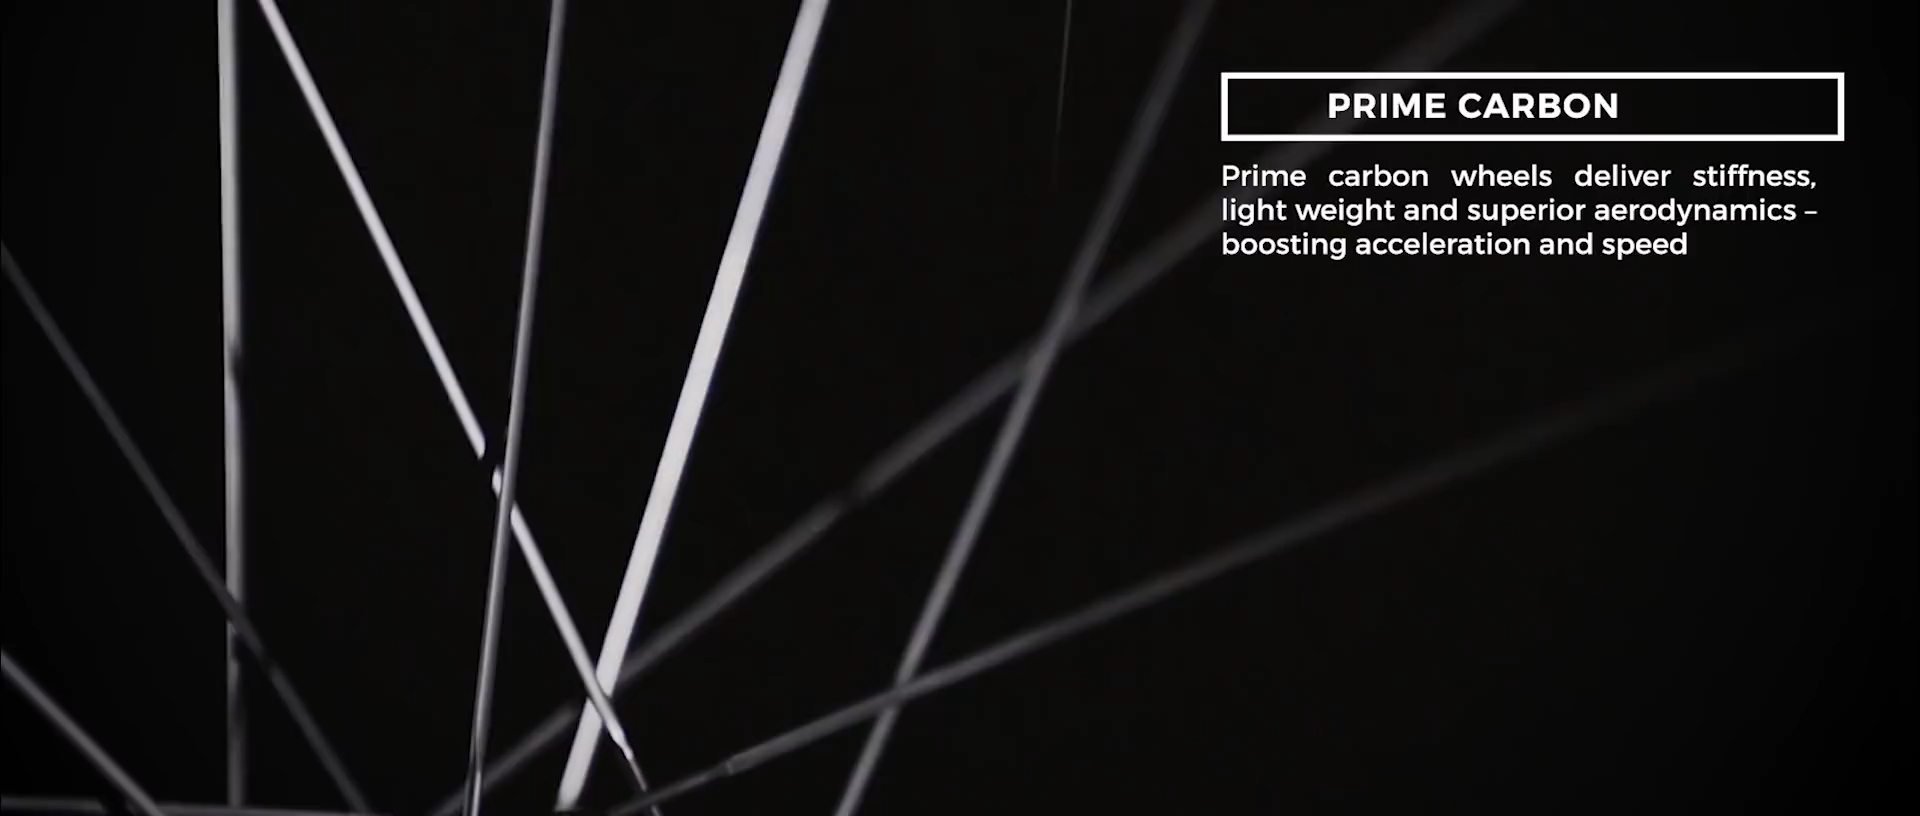 PRIME CARBON
Prime carbon wheels deliver stiffness,
light weight and superior aerodynamics –
boosting acceleration and speed